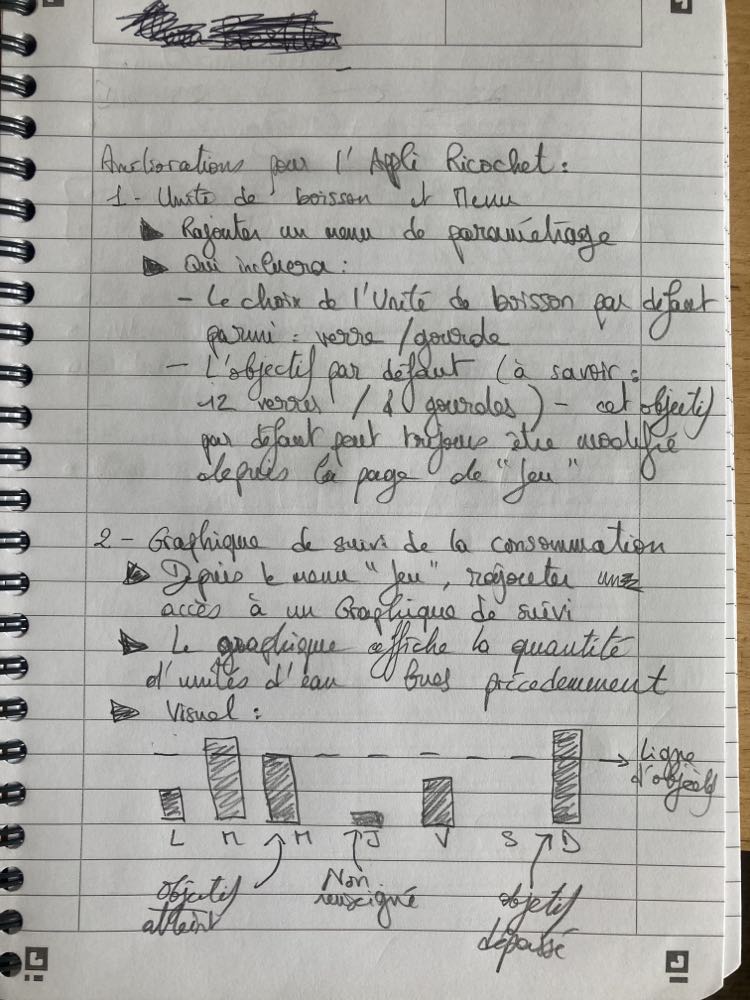 Améliorations pour l'Appli Ricochet :
1 - Unité de boisson et Menu
Rajouter un menu de paramétrage
Qui incluera :
- Le choix de l'Unité de boisson par défaut
parmi : verre / gourde
- L'objectif par défaut (à savoir :
12 verres / gourdes) - cet objectif
par défaut peut toujours être modifié
depuis la page de "Jeu"
2 - Graphique de suivi de la consommation
Depuis le menu "Jeu", rajouter un
accès à un Graphique de suivi
Le graphique affiche la quantité
d'unités d'eau bues précedemment
Visuel :
Ligne
d'objectif
L M M J V S D
objectif
atteint
Non
renseigné
objectif
dépassé